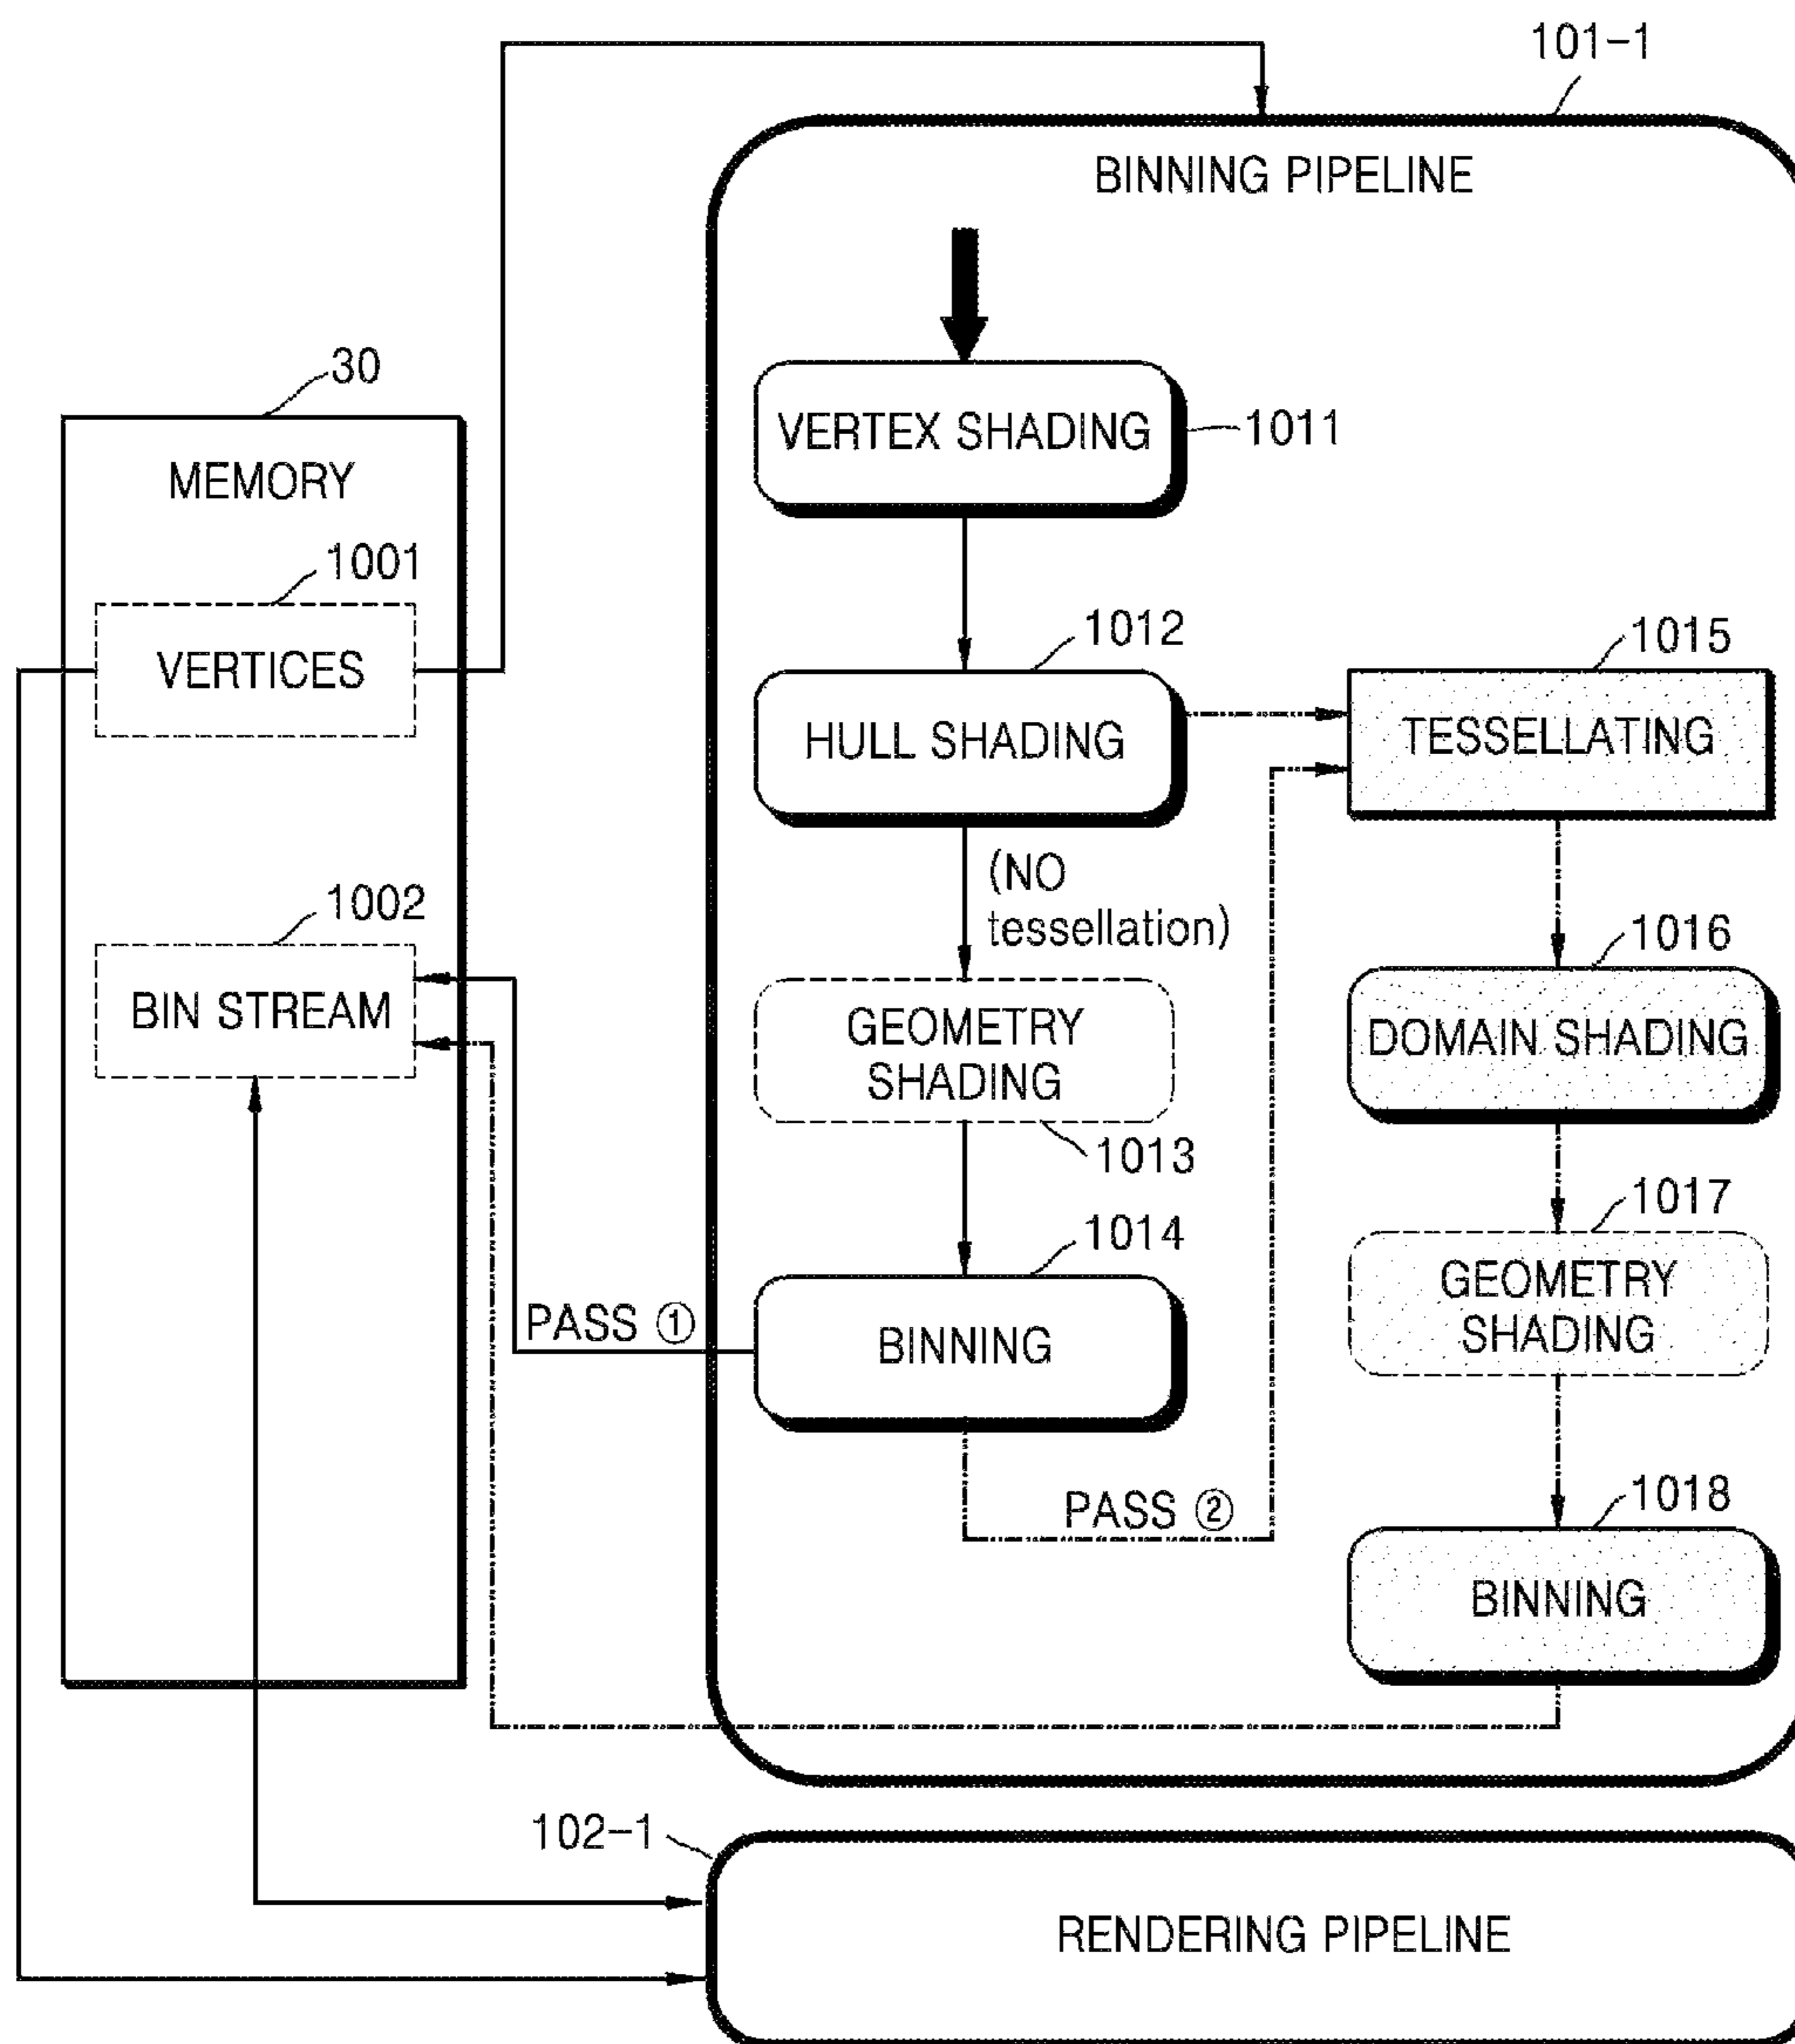 101-1
BINNING PIPELINE
30
MEMORY
VERTEX SHADING
1011
1001
VERTICES
1012
HULL SHADING
1015
TESSELLATING
(NO
tessellation)
1002
BIN STREAM
GEOMETRY
SHADING
1013
1016
DOMAIN SHADING
1017
GEOMETRY
SHADING
1014
BINNING
PASS ①
PASS ②
1018
BINNING
102-1
RENDERING PIPELINE